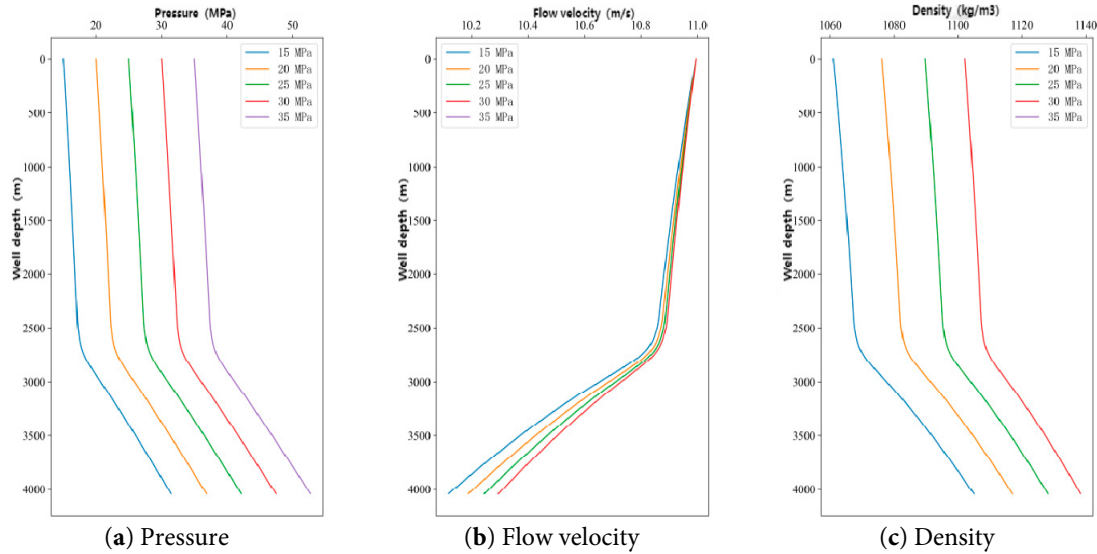 Pressure (MPa)
20 30 40 50
Well depth (m)
0
500
1000
1500
2000
2500
3000
3500
4000
15 MPa
20 MPa
25 MPa
30 MPa
35 MPa
(a) Pressure
Flow velocity (m/s)
10.2 10.4 10.6 10.8 11.0
Well depth (m)
0
500
1000
1500
2000
2500
3000
3500
4000
15 MPa
20 MPa
25 MPa
30 MPa
35 MPa
(b) Flow velocity
Density (kg/m3)
1060 1080 1100 1120 1140
Well depth (m)
0
500
1000
1500
2000
2500
3000
3500
4000
15 MPa
20 MPa
25 MPa
30 MPa
35 MPa
(c) Density